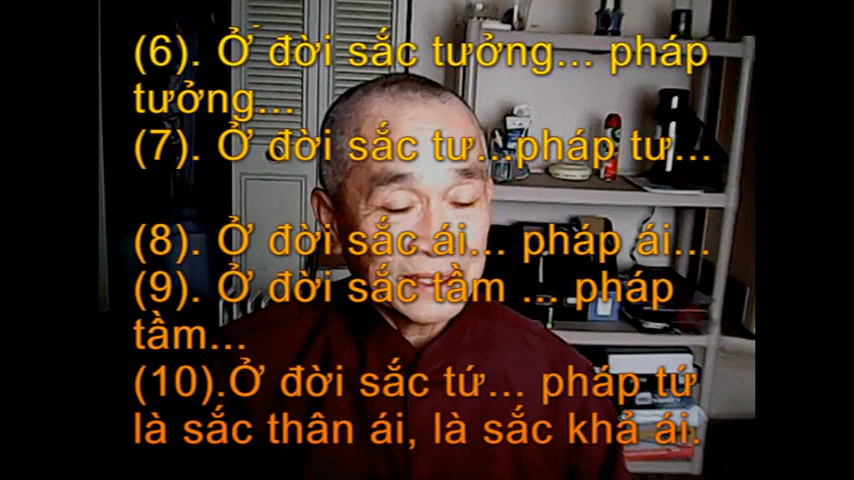 (6). Ở đời sắc tưởng... pháp
tưởng...
(7). Ở đời sắc tư...pháp tư...
(8). Ở đời sắc ái... pháp ái...
(9). Ở đời sắc tầm ... pháp
tầm...
(10).Ở đời sắc tứ... pháp tứ
là sắc thân ái, là sắc khả ái.